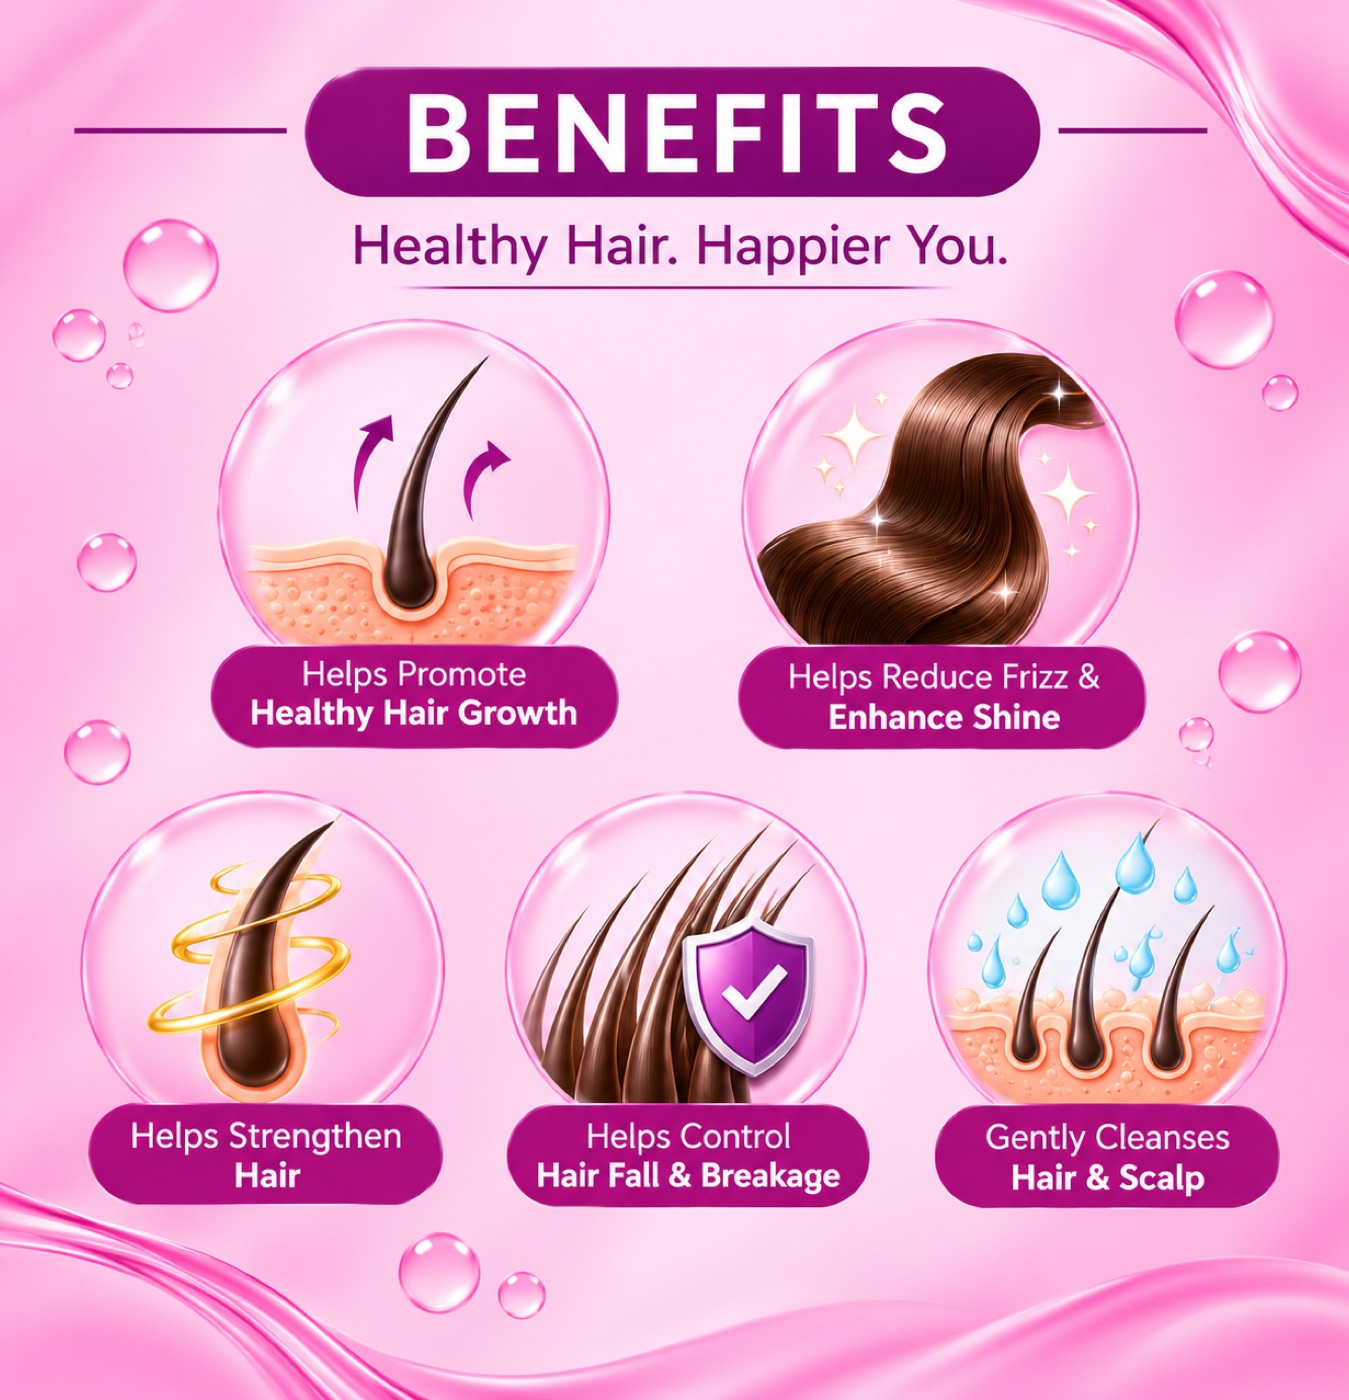 BENEFITS
Healthy Hair. Happier You.
Helps Promote
Healthy Hair Growth
Helps Reduce Frizz &
Enhance Shine
Helps Strengthen
Hair
Helps Control
Hair Fall & Breakage
Gently Cleanses
Hair & Scalp